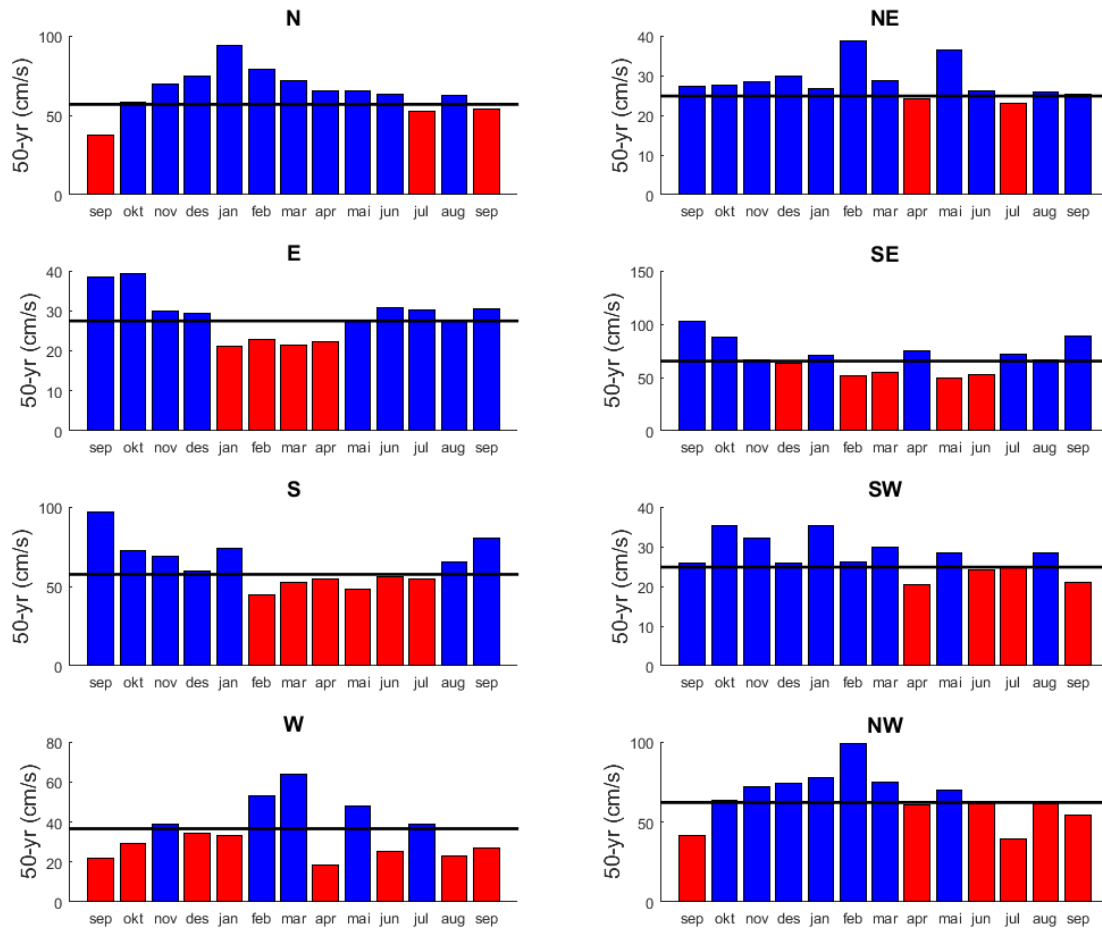 N
50-yr (cm/s)
100
50
0
sep okt nov des jan feb mar apr mai jun jul aug sep
NE
50-yr (cm/s)
40
30
20
10
0
sep okt nov des jan feb mar apr mai jun jul aug sep
E
50-yr (cm/s)
40
30
20
10
0
sep okt nov des jan feb mar apr mai jun jul aug sep
SE
50-yr (cm/s)
150
100
50
0
sep okt nov des jan feb mar apr mai jun jul aug sep
S
50-yr (cm/s)
100
50
0
sep okt nov des jan feb mar apr mai jun jul aug sep
SW
50-yr (cm/s)
40
30
20
10
0
sep okt nov des jan feb mar apr mai jun jul aug sep
W
50-yr (cm/s)
80
60
40
20
0
sep okt nov des jan feb mar apr mai jun jul aug sep
NW
50-yr (cm/s)
100
50
0
sep okt nov des jan feb mar apr mai jun jul aug sep